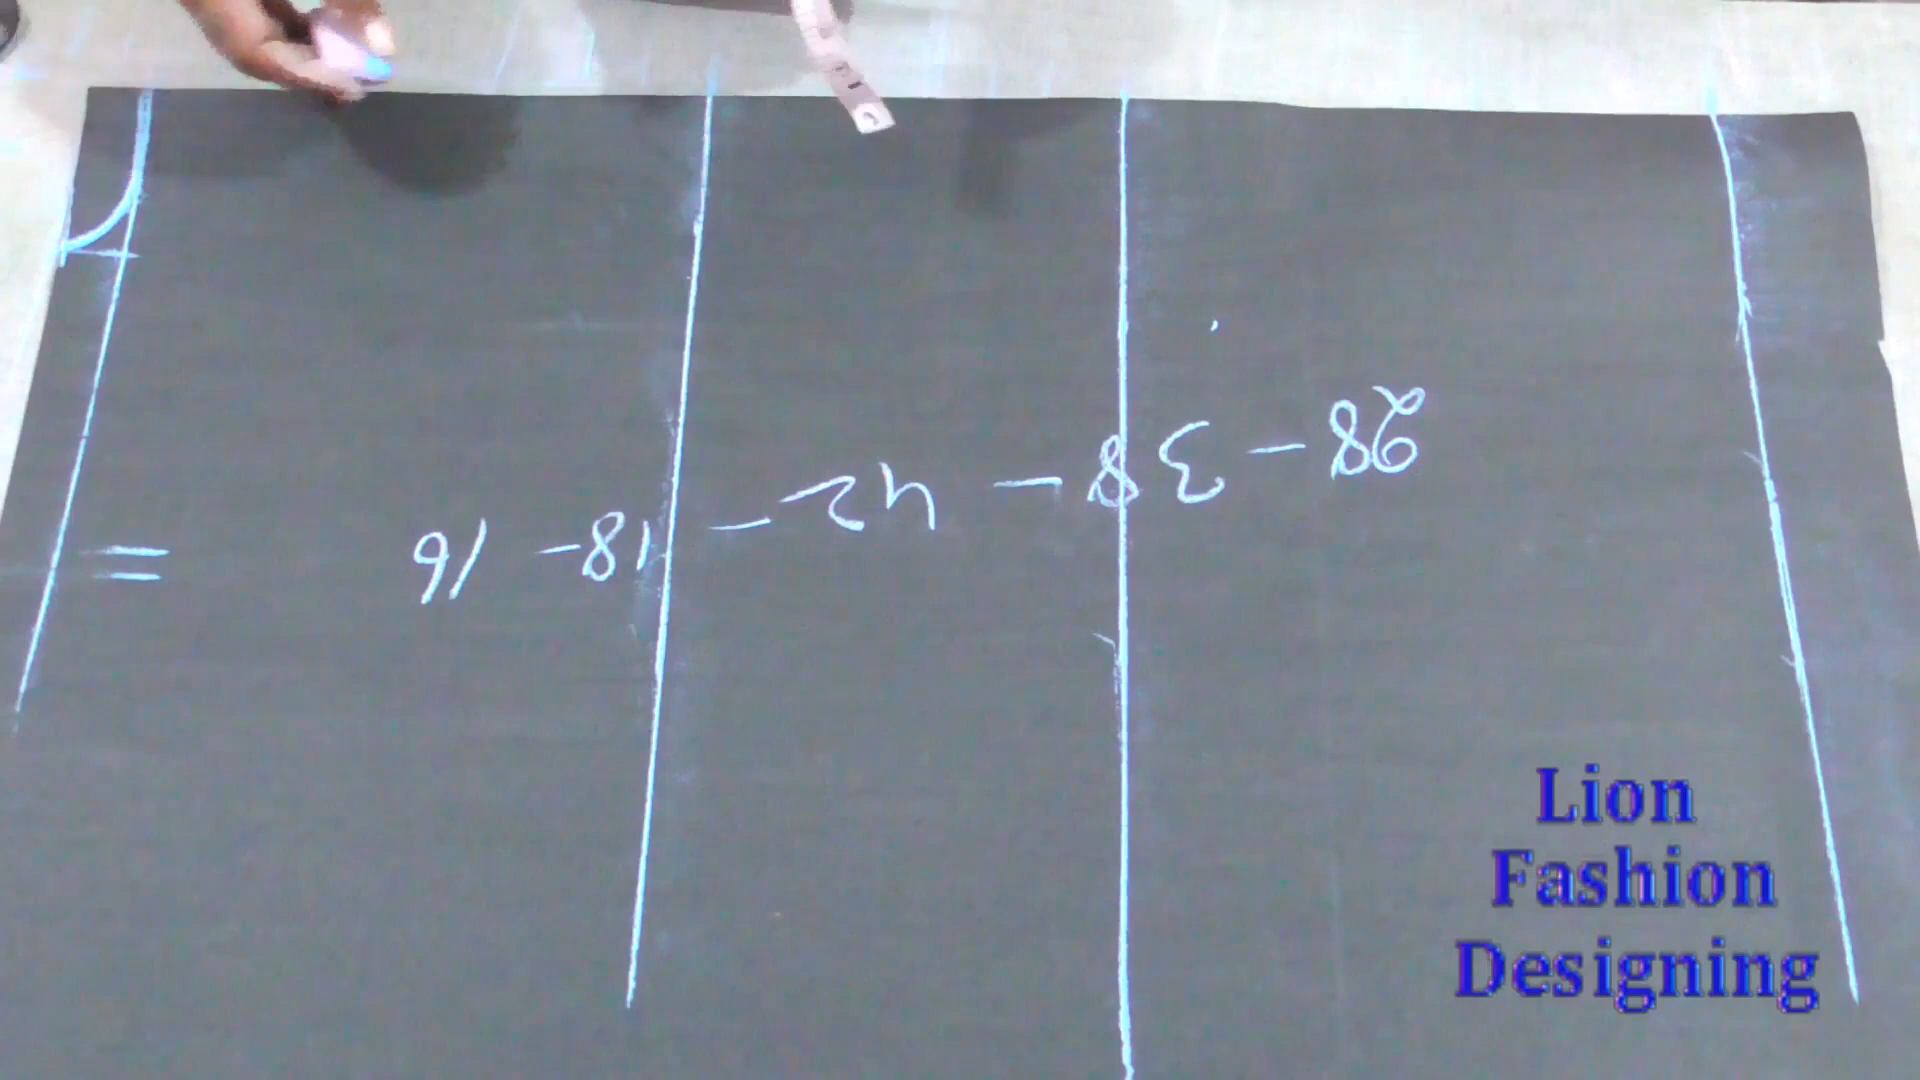 28 - 38 - 42 - 18 - 16 =
Lion
Fashion
Designing